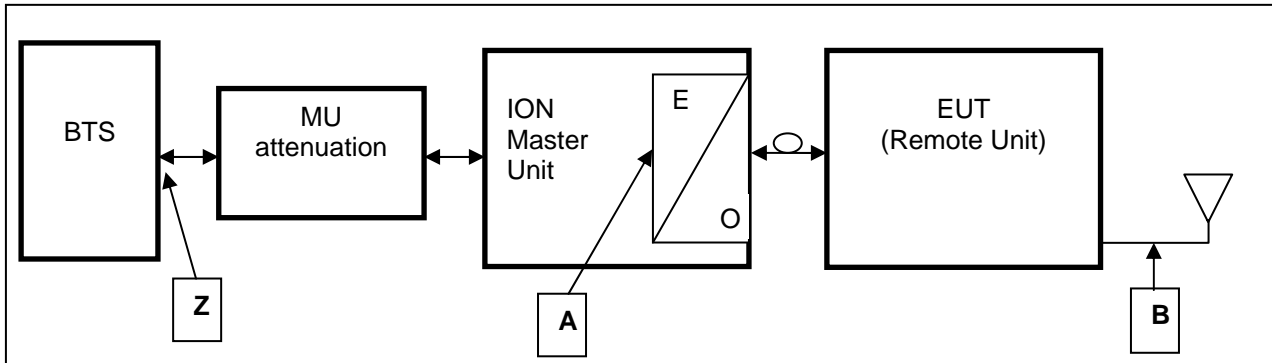 BTS
MU
attenuation
ION
Master
Unit
E
O
EUT
(Remote Unit)
Z
A
B